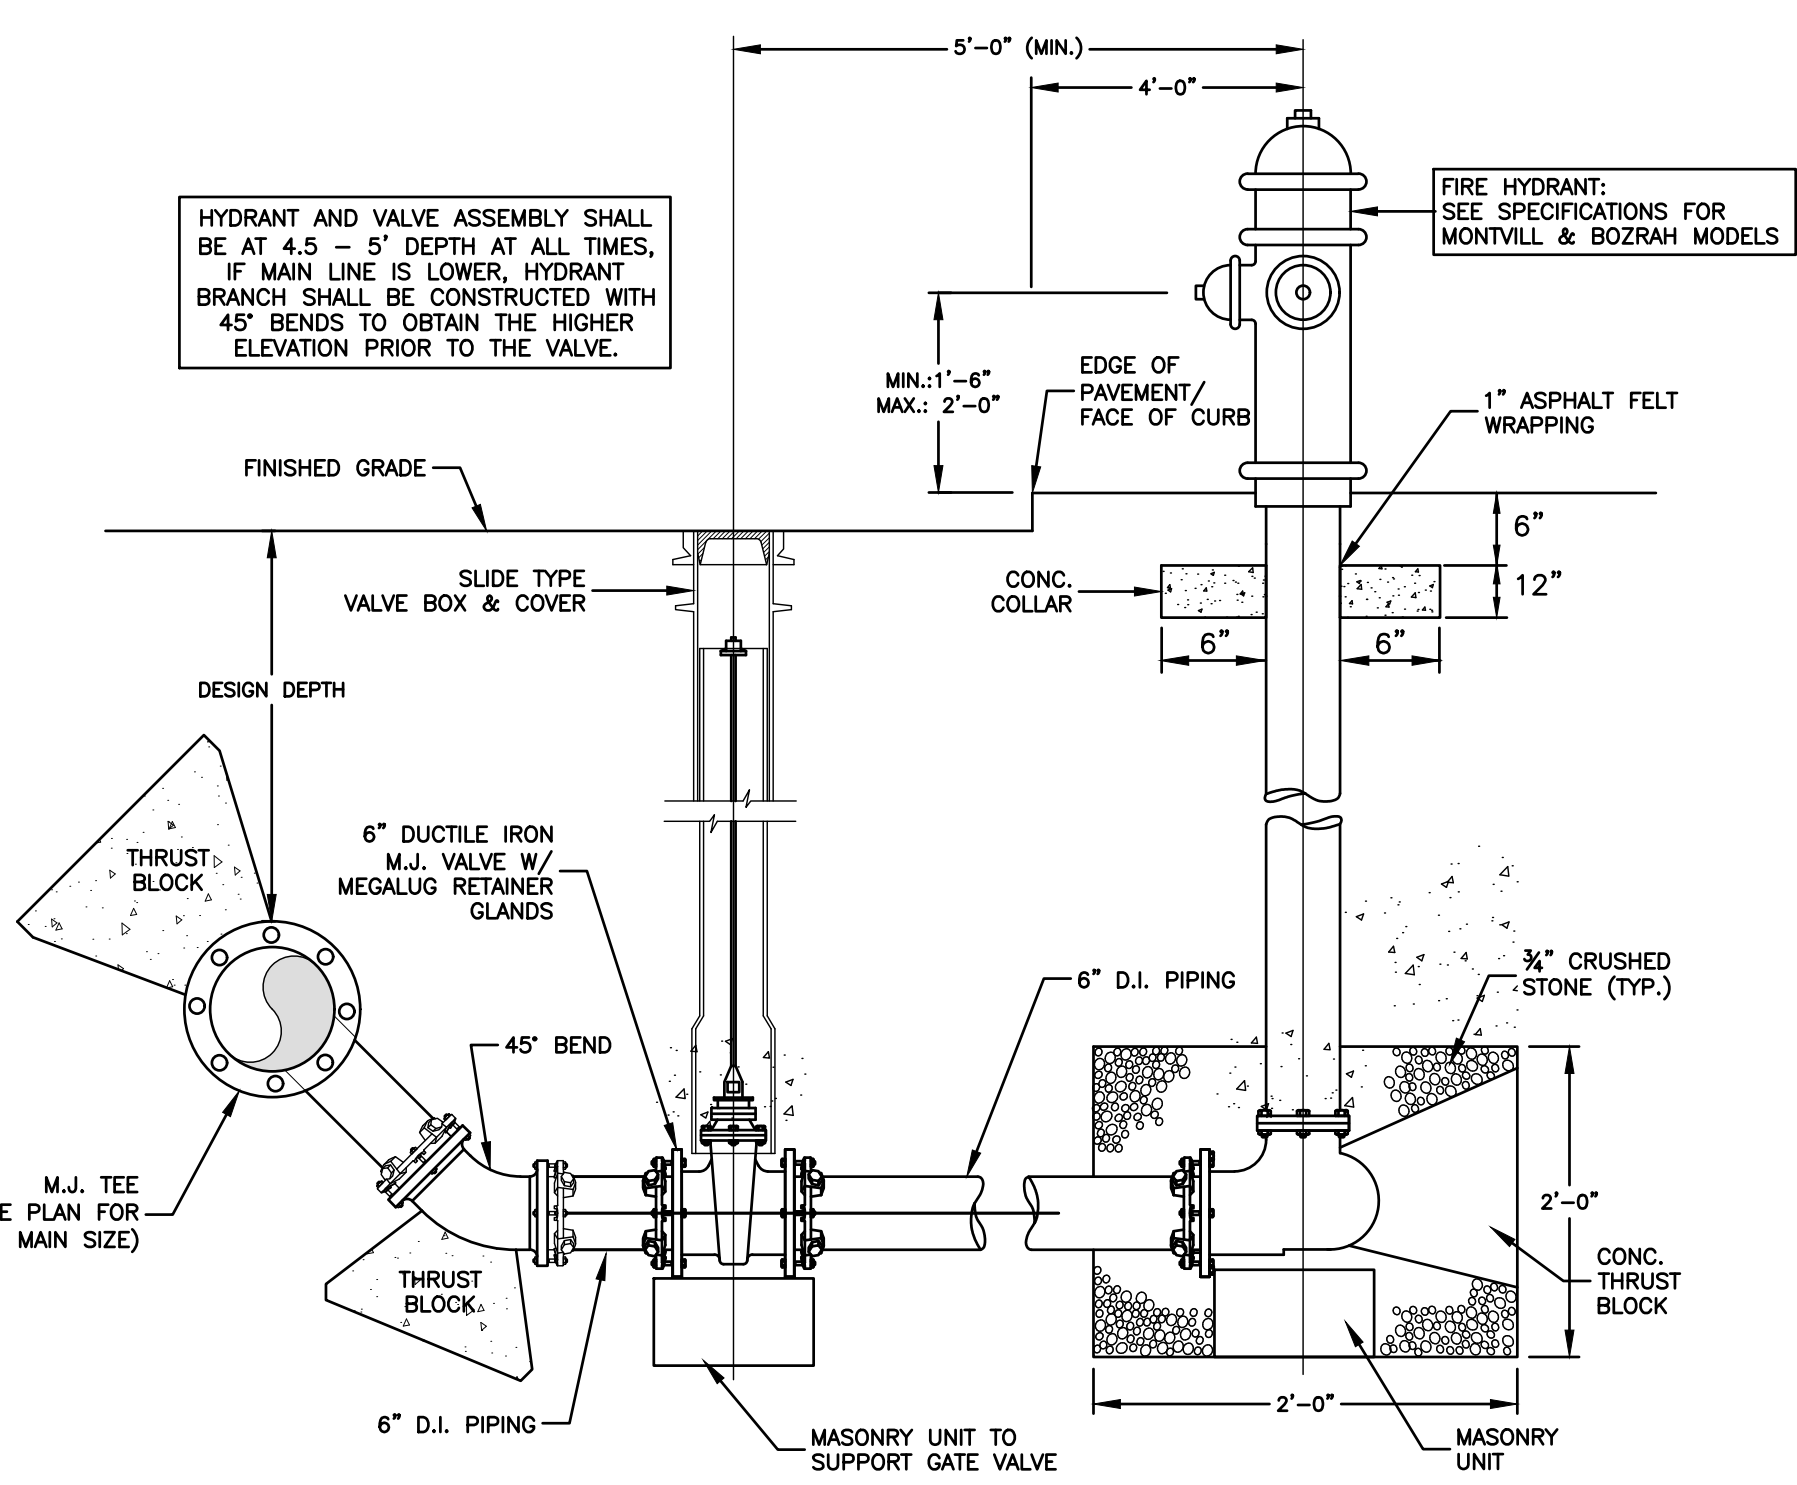 5'-0" (MIN.)
4'-0"
HYDRANT AND VALVE ASSEMBLY SHALL
BE AT 4.5 – 5' DEPTH AT ALL TIMES,
IF MAIN LINE IS LOWER, HYDRANT
BRANCH SHALL BE CONSTRUCTED WITH
45° BENDS TO OBTAIN THE HIGHER
ELEVATION PRIOR TO THE VALVE.
FIRE HYDRANT:
SEE SPECIFICATIONS FOR
MONTVILL & BOZRAH MODELS
MIN.:1'-6"
MAX.: 2'-0"
EDGE OF
PAVEMENT/
FACE OF CURB
1" ASPHALT FELT
WRAPPING
FINISHED GRADE
6"
12"
SLIDE TYPE
VALVE BOX & COVER
CONC.
COLLAR
6"
6"
DESIGN DEPTH
THRUST
BLOCK
6" DUCTILE IRON
M.J. VALVE W/
MEGALUG RETAINER
GLANDS
6" D.I. PIPING
¾" CRUSHED
STONE (TYP.)
45° BEND
M.J. TEE
E PLAN FOR
MAIN SIZE)
2'-0"
THRUST
BLOCK
CONC.
THRUST
BLOCK
2'-0"
6" D.I. PIPING
MASONRY UNIT TO
SUPPORT GATE VALVE
MASONRY
UNIT